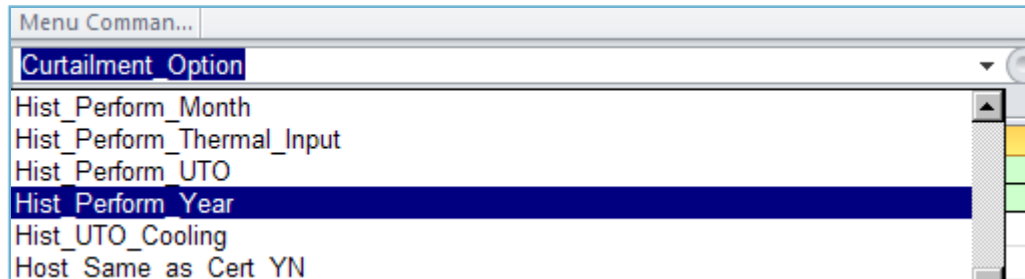 Menu Comman...
Curtailment_Option
Hist_Perform_Month
Hist_Perform_Thermal_Input
Hist_Perform_UTO
Hist_Perform_Year
Hist_UTO_Cooling
Host_Same_as_Cert_YN